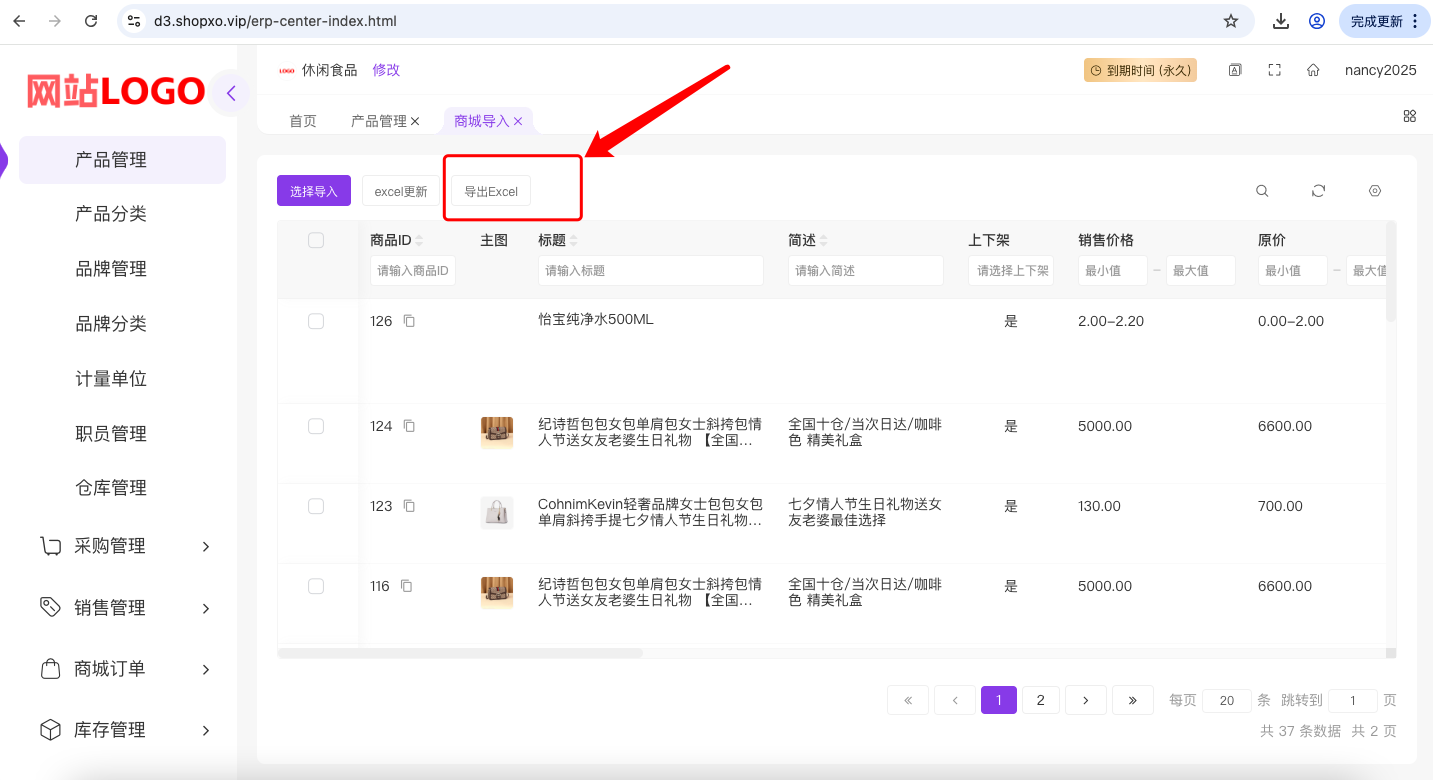 d3.shopxo.vip/erp-center-index.html
完成更新
网站LOGO
LOGO 休闲食品 修改
到期时间 (永久)
nancy2025
首页 产品管理 商城导入
产品管理
产品分类
品牌管理
品牌分类
计量单位
职员管理
仓库管理
采购管理
销售管理
商城订单
库存管理
选择导入 excel更新 导出Excel
商品ID 主图 标题 简述 上下架 销售价格 原价
请输入商品ID 请输入标题 请输入简述 请选择上下架 最小值 – 最大值 最小值 – 最大值
126 怡宝纯净水500ML 是 2.00-2.20 0.00-2.00
124 纪诗哲包包女包单肩包女士斜挎包情 全国十仓/当次日达/咖啡 是 5000.00 6600.00
人节送女友老婆生日礼物 【全国... 色 精美礼盒
123 CohnimKevin轻奢品牌女士包包女包 七夕情人节生日礼物送女 是 130.00 700.00
单肩斜挎手提七夕情人节生日礼物... 友老婆最佳选择
116 纪诗哲包包女包单肩包女士斜挎包情 全国十仓/当次日达/咖啡 是 5000.00 6600.00
人节送女友老婆生日礼物 【全国... 色 精美礼盒
« ‹ 1 2 › » 每页 20 条 跳转到 1 页
共 37 条数据 共 2 页